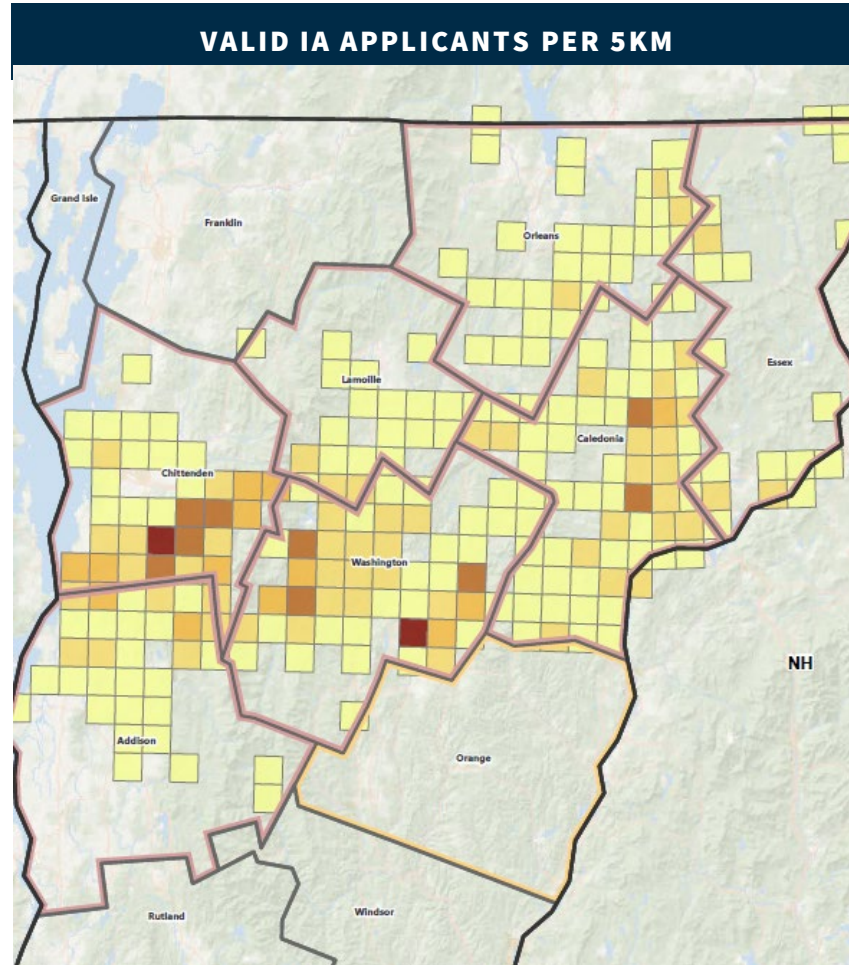 VALID IA APPLICANTS PER 5KM
Grand Isle
Franklin
Orleans
Essex
Lamoille
Caledonia
Chittenden
Washington
NH
Addison
Orange
Rutland
Windsor